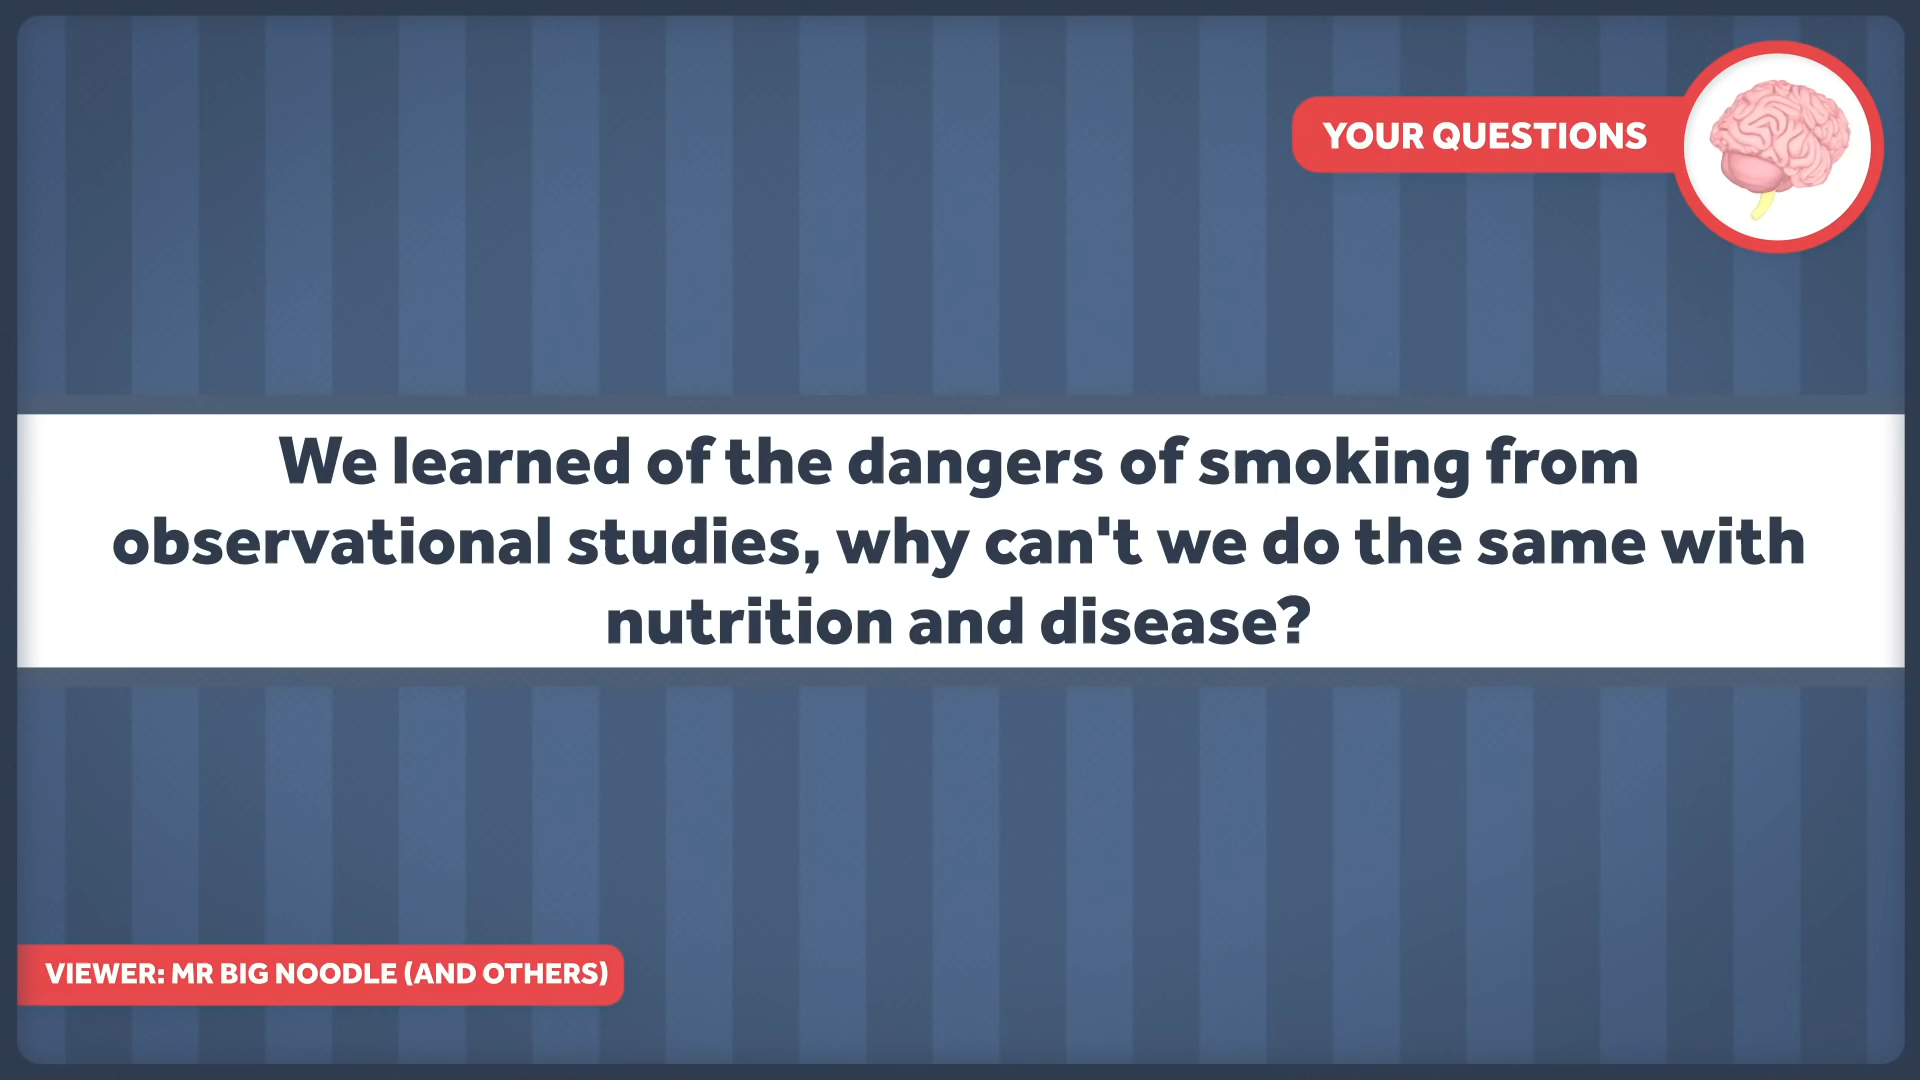 YOUR QUESTIONS
We learned of the dangers of smoking from
observational studies, why can't we do the same with
nutrition and disease?
VIEWER: MR BIG NOODLE (AND OTHERS)